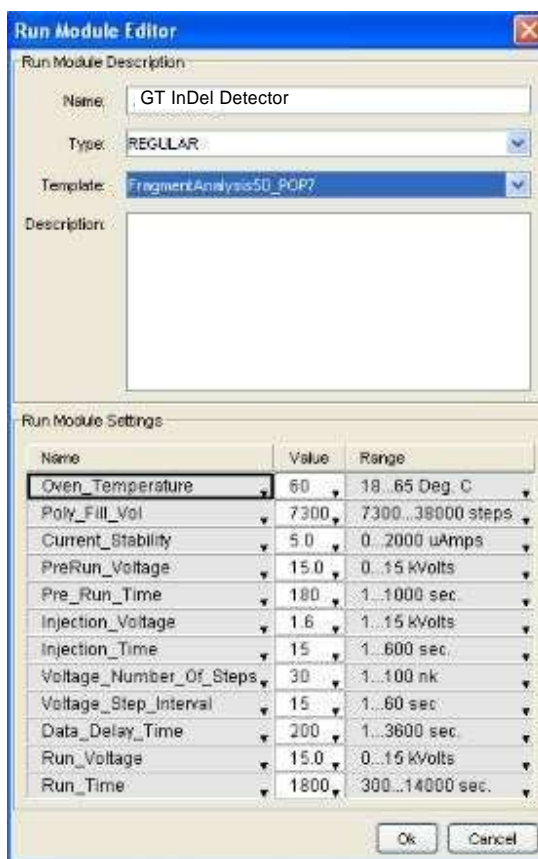 Run Module Editor
Run Module Description
Name: GT InDel Detector
Type: REGULAR
Template: FragmentAnalysis50_POP7
Description:
Run Module Settings
Name Value Range
Oven_Temperature 60 18...65 Deg. C
Poly_Fill_Vol 7300 7300...38000 steps
Current_Stability 5.0 0...2000 uAmps
PreRun_Voltage 15.0 0...15 kVolts
Pre_Run_Time 180 1...1000 sec.
Injection_Voltage 1.6 1...15 kVolts
Injection_Time 15 1...600 sec.
Voltage_Number_Of_Steps 30 1...100 nk
Voltage_Step_Interval 15 1...60 sec
Data_Delay_Time 200 1...3600 sec.
Run_Voltage 15.0 0...15 kVolts
Run_Time 1800 300...14000 sec.
Ok Cancel